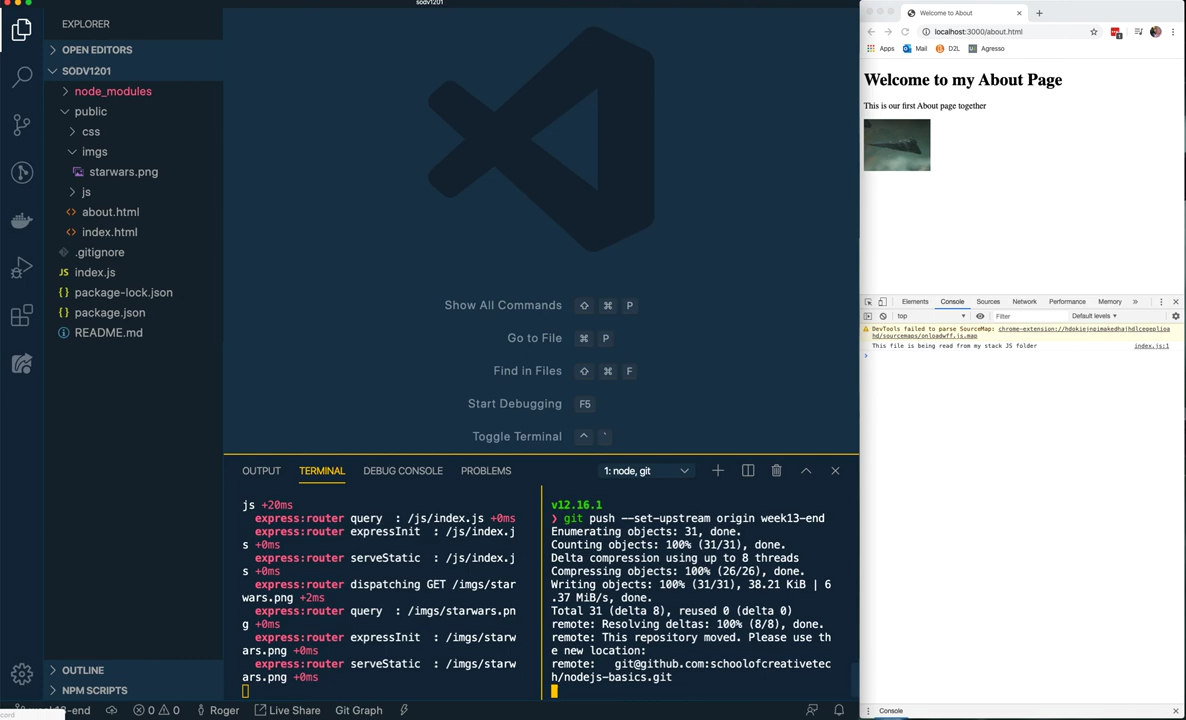 sodv1201
EXPLORER
OPEN EDITORS
SODV1201
node_modules
public
css
imgs
starwars.png
js
about.html
index.html
.gitignore
JS index.js
{ } package-lock.json
{ } package.json
README.md
OUTLINE
NPM SCRIPTS
Show All Commands ⇧ ⌘ P
Go to File ⌘ P
Find in Files ⇧ ⌘ F
Start Debugging F5
Toggle Terminal ^ `
OUTPUT TERMINAL DEBUG CONSOLE PROBLEMS 1: node, git
js +20ms
express:router query : /js/index.js +0ms
express:router expressInit : /js/index.j
s +0ms
express:router serveStatic : /js/index.j
s +0ms
express:router dispatching GET /imgs/star
wars.png +2ms
express:router query : /imgs/starwars.pn
g +0ms
express:router expressInit : /imgs/starw
ars.png +0ms
express:router serveStatic : /imgs/starw
ars.png +0ms
v12.16.1
❯ git push --set-upstream origin week13-end
Enumerating objects: 31, done.
Counting objects: 100% (31/31), done.
Delta compression using up to 8 threads
Compressing objects: 100% (26/26), done.
Writing objects: 100% (31/31), 38.21 KiB | 6
.37 MiB/s, done.
Total 31 (delta 8), reused 0 (delta 0)
remote: Resolving deltas: 100% (8/8), done.
remote: This repository moved. Please use th
e new location:
remote: git@github.com:schoolofcreativetec
h/nodejs-basics.git
-end 0 0 Roger Live Share Git Graph
cord
Welcome to About
localhost:3000/about.html
Apps Mail D2L Agresso
Welcome to my About Page
This is our first About page together
Elements Console Sources Network Performance Memory »
top Filter Default levels
DevTools failed to parse SourceMap:
This file is being read from my stack JS folder index.js:1
Console